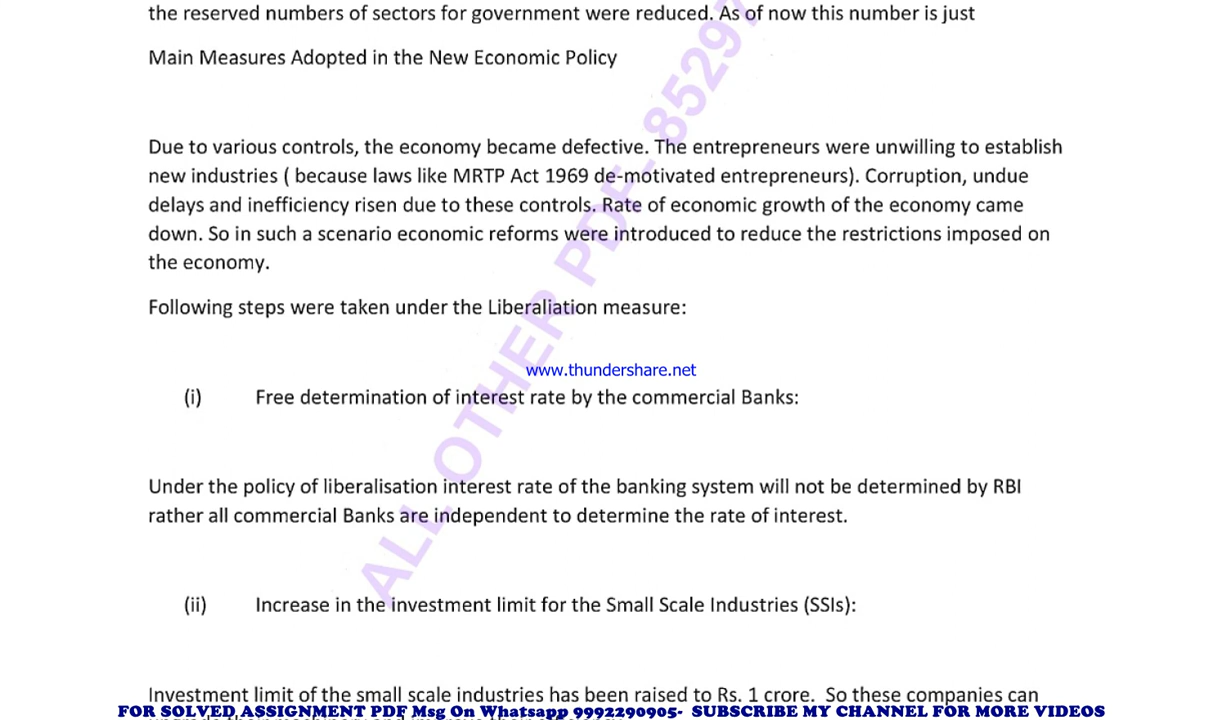 the reserved numbers of sectors for government were reduced. As of now this number is just
Main Measures Adopted in the New Economic Policy
Due to various controls, the economy became defective. The entrepreneurs were unwilling to establish
new industries ( because laws like MRTP Act 1969 de-motivated entrepreneurs). Corruption, undue
delays and inefficiency risen due to these controls. Rate of economic growth of the economy came
down. So in such a scenario economic reforms were introduced to reduce the restrictions imposed on
the economy.
Following steps were taken under the Liberaliation measure:
www.thundershare.net
(i) Free determination of interest rate by the commercial Banks:
Under the policy of liberalisation interest rate of the banking system will not be determined by RBI
rather all commercial Banks are independent to determine the rate of interest.
(ii) Increase in the investment limit for the Small Scale Industries (SSIs):
Investment limit of the small scale industries has been raised to Rs. 1 crore. So these companies can
FOR SOLVED ASSIGNMENT PDF Msg On Whatsapp 9992290905- SUBSCRIBE MY CHANNEL FOR MORE VIDEOS
ALL OTHER PDF- 85297